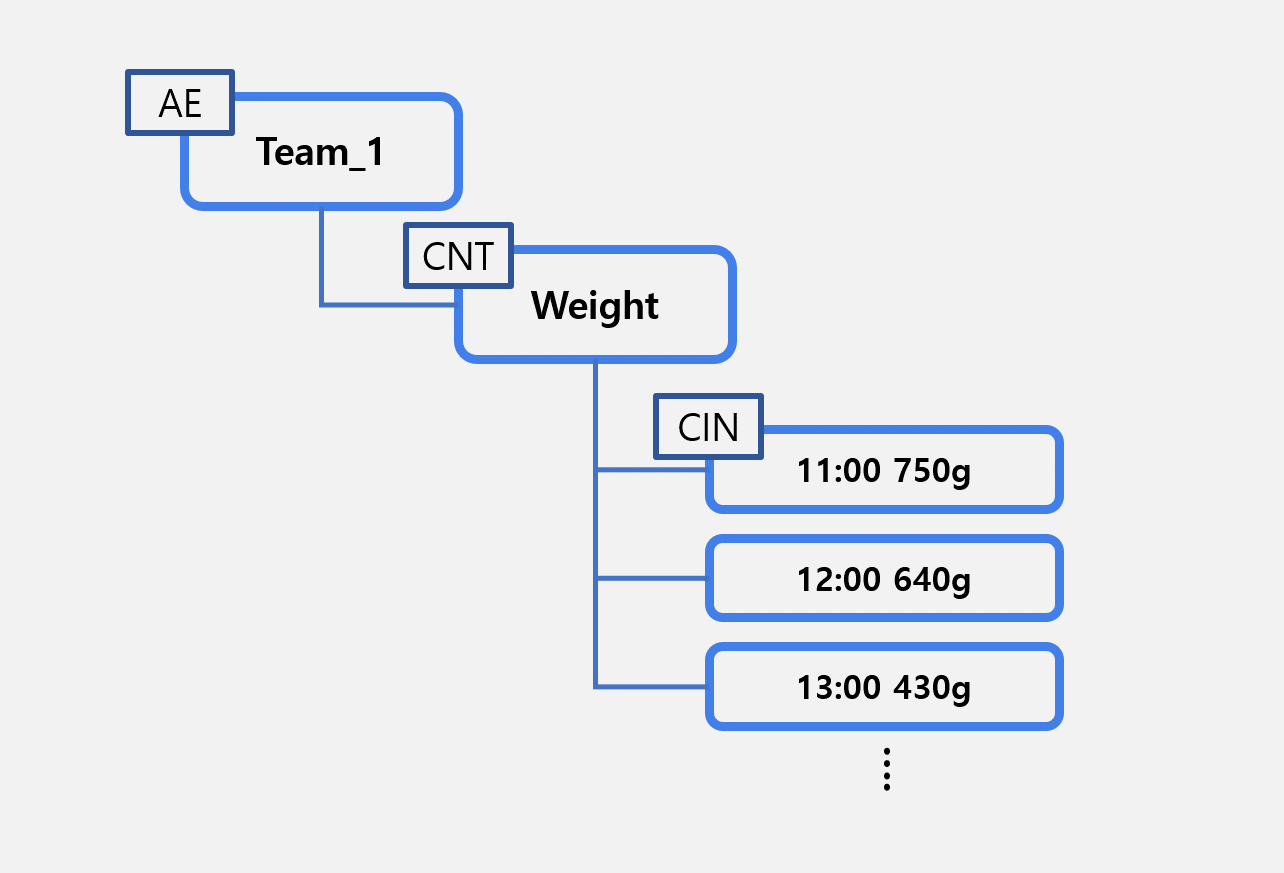 AE
Team_1
CNT
Weight
CIN
11:00 750g
12:00 640g
13:00 430g